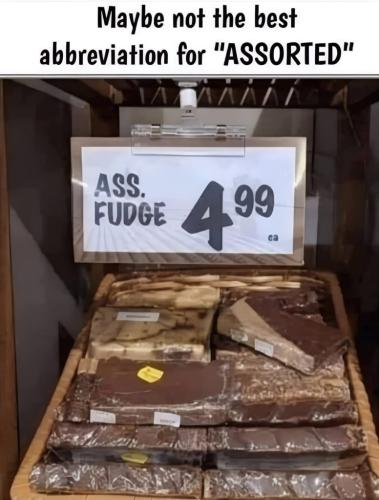 Maybe not the best
abbreviation for "ASSORTED"
ASS.
FUDGE
4 99
ea